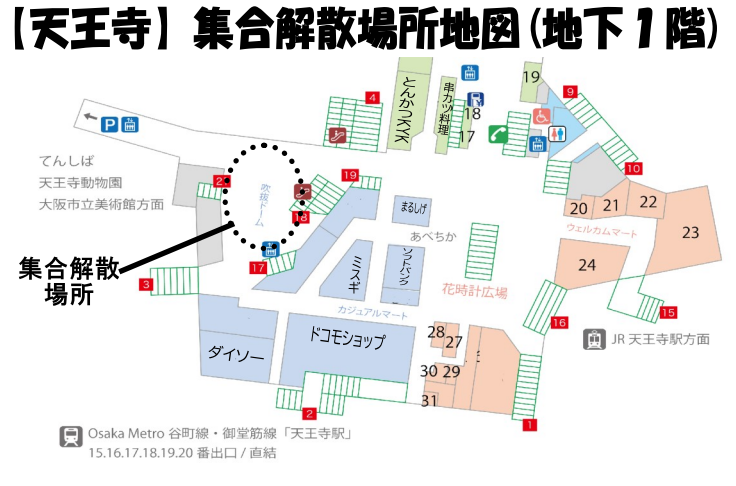 【天王寺】集合解散場所地図(地下１階)
19
9
4
とんかつKYK
串カツ料理
18
17
P
てんしば
天王寺動物園
大阪市立美術館方面
吹抜ドーム
19
18
10
まるしげ
あべちか
20
21
22
23
ウェルカムマート
24
集合解散
場所
17
3
ミスギ
ソフトバンク
花時計広場
カジュアルマート
16
15
JR 天王寺駅方面
ダイソー
ドコモショップ
28
27
30
29
31
2
1
Osaka Metro 谷町線・御堂筋線「天王寺駅」
15.16.17.18.19.20 番出口 / 直結